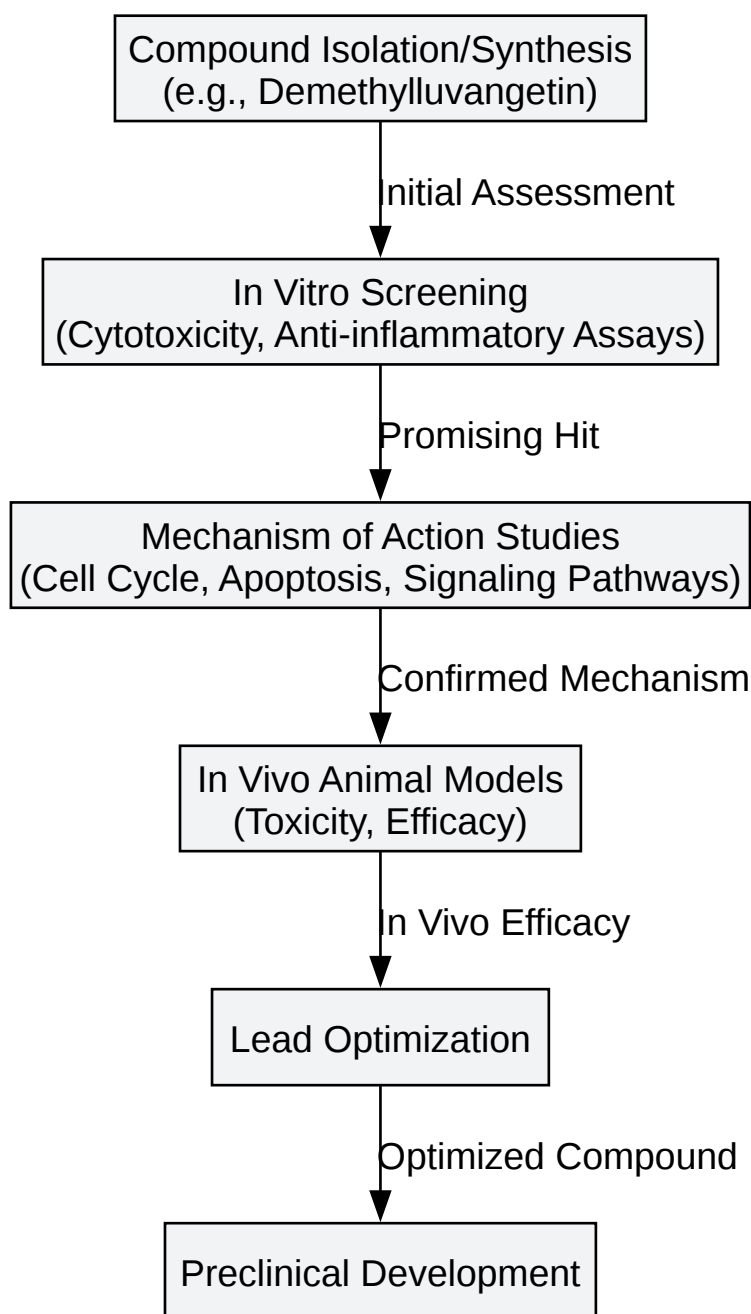 Compound Isolation/Synthesis
(e.g., Demethylluvangetin)
Initial Assessment
In Vitro Screening
(Cytotoxicity, Anti-inflammatory Assays)
Promising Hit
Mechanism of Action Studies
(Cell Cycle, Apoptosis, Signaling Pathways)
Confirmed Mechanism
In Vivo Animal Models
(Toxicity, Efficacy)
In Vivo Efficacy
Lead Optimization
Optimized Compound
Preclinical Development